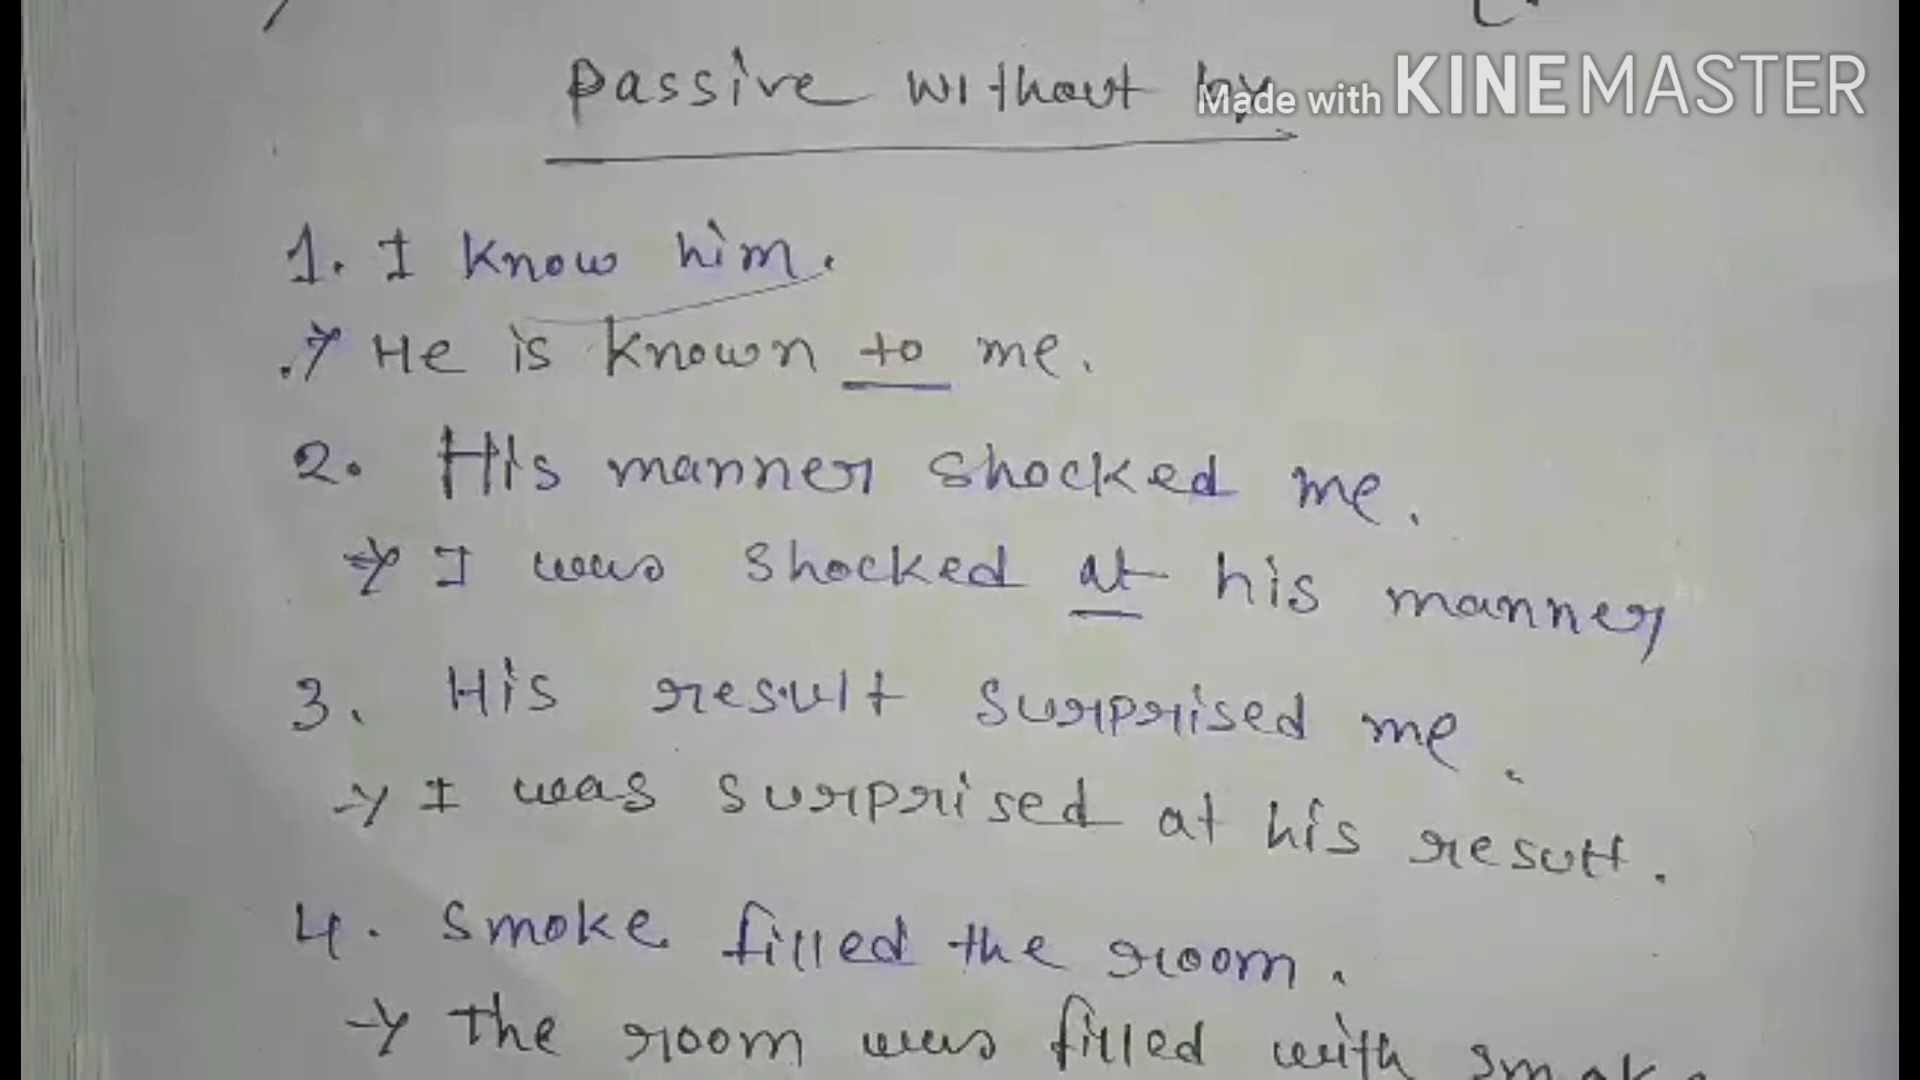 Passive without by
Made with KINEMASTER
1. I know him.
→ He is known to me.
2. His manner shocked me.
→ I was shocked at his manner
3. His result surprised me.
→ I was surprised at his result.
4. Smoke filled the room.
→ The room was filled with smoke